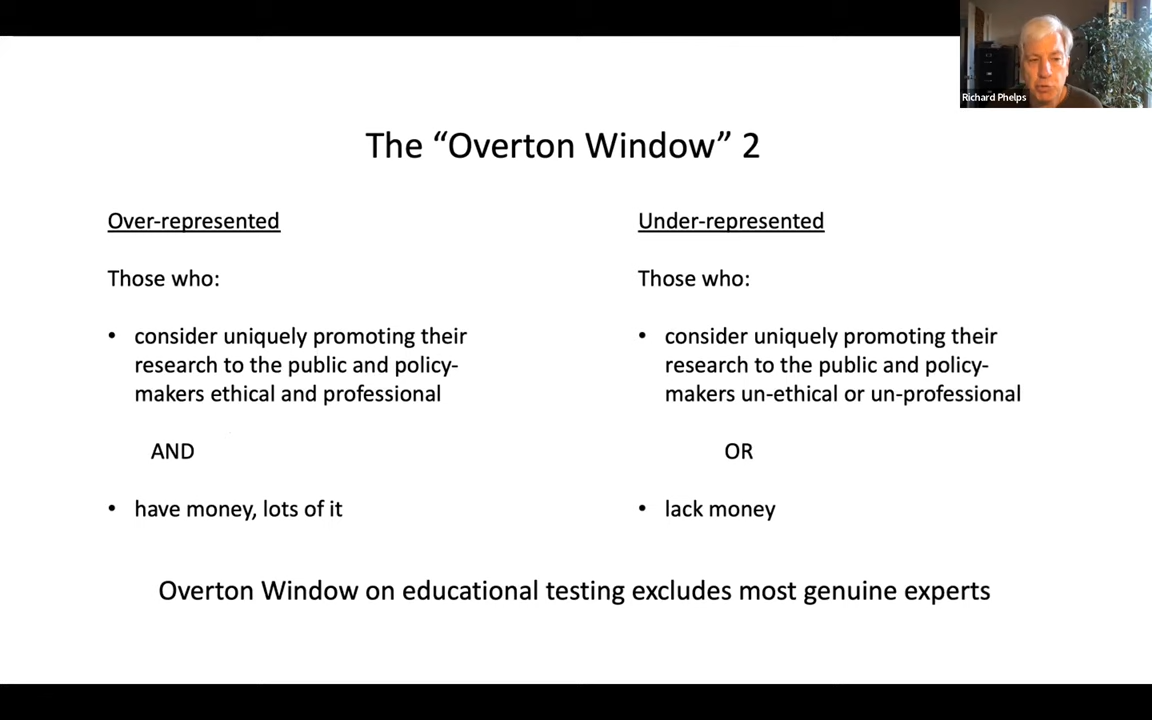 Richard Phelps
The “Overton Window” 2
Over-represented
Those who:
• consider uniquely promoting their
research to the public and policy-
makers ethical and professional
AND
• have money, lots of it
Under-represented
Those who:
• consider uniquely promoting their
research to the public and policy-
makers un-ethical or un-professional
OR
• lack money
Overton Window on educational testing excludes most genuine experts